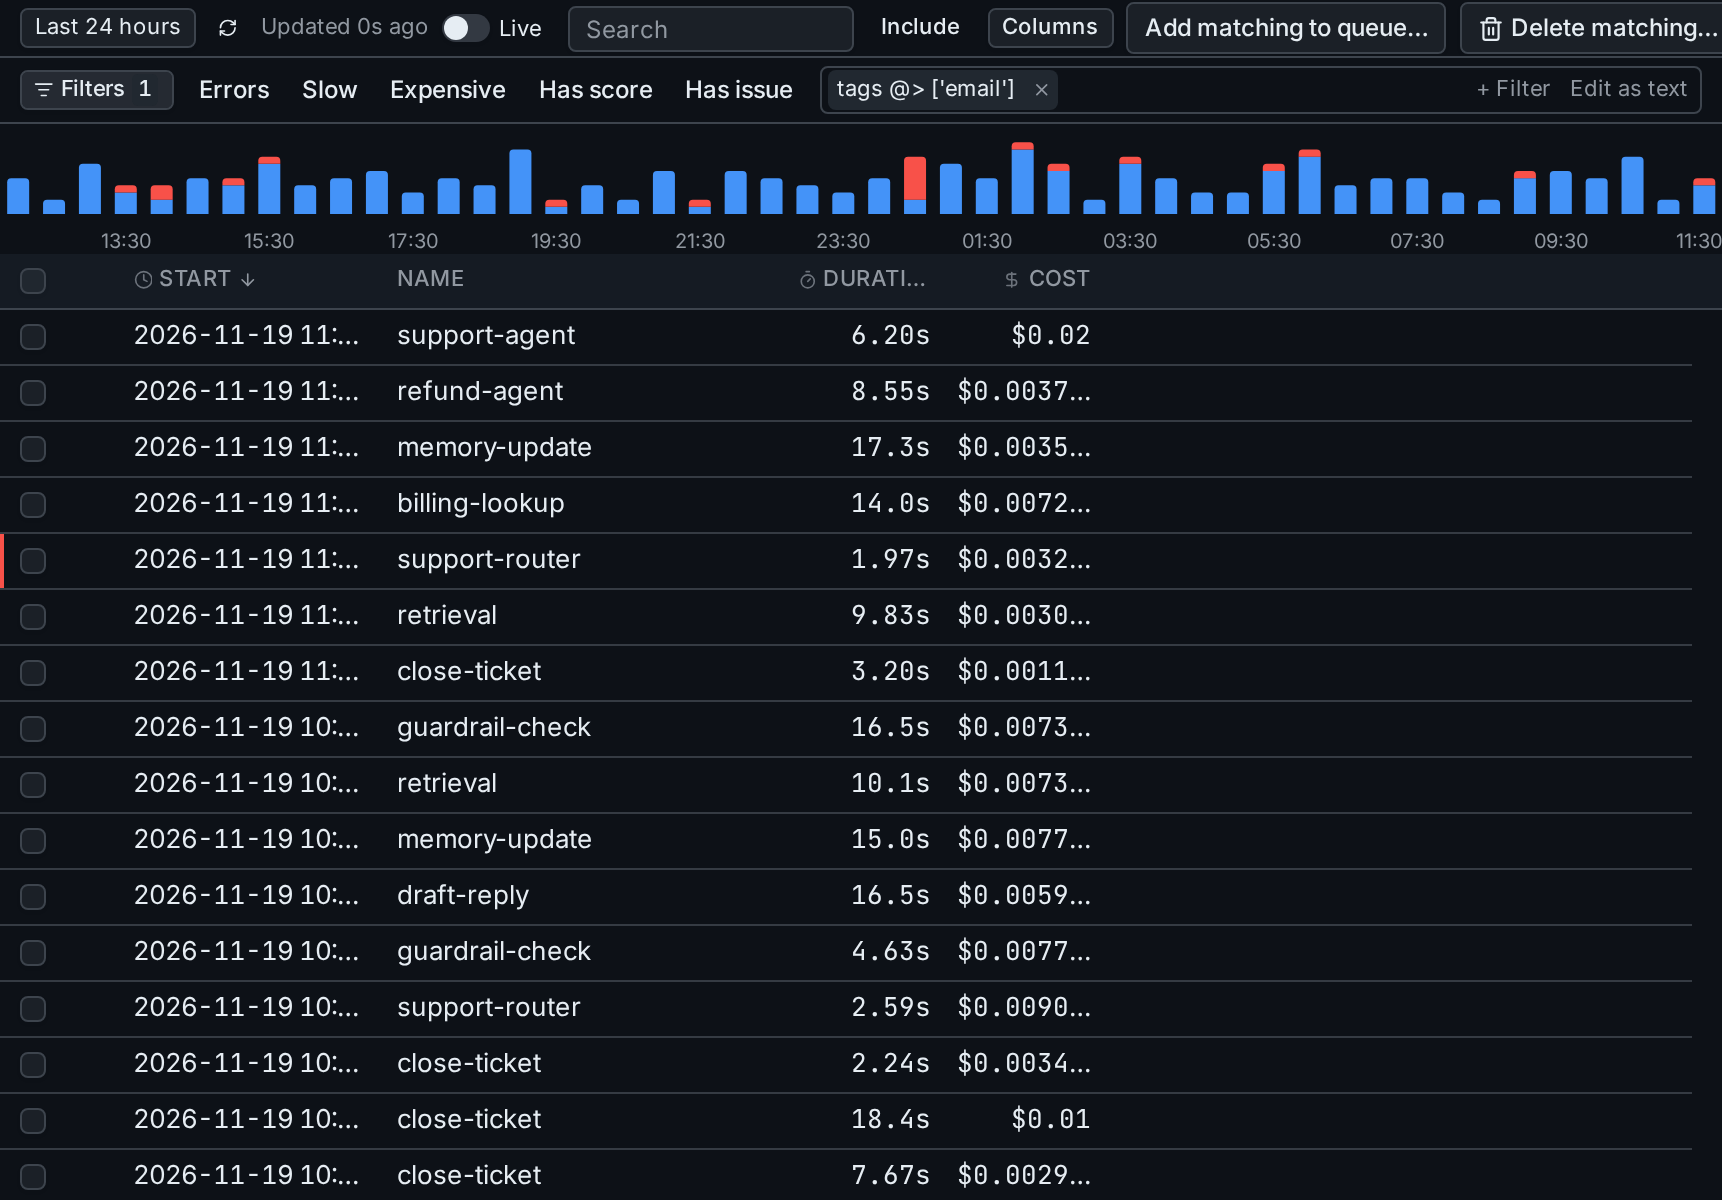 Last 24 hours Updated 0s ago Live Search Include Columns Add matching to queue... Delete matching...
Filters 1 Errors Slow Expensive Has score Has issue tags @> ['email'] × + Filter Edit as text
13:30 15:30 17:30 19:30 21:30 23:30 01:30 03:30 05:30 07:30 09:30 11:30
START ↓ NAME DURATI... $ COST
2026-11-19 11:... support-agent 6.20s $0.02
2026-11-19 11:... refund-agent 8.55s $0.0037...
2026-11-19 11:... memory-update 17.3s $0.0035...
2026-11-19 11:... billing-lookup 14.0s $0.0072...
2026-11-19 11:... support-router 1.97s $0.0032...
2026-11-19 11:... retrieval 9.83s $0.0030...
2026-11-19 11:... close-ticket 3.20s $0.0011...
2026-11-19 10:... guardrail-check 16.5s $0.0073...
2026-11-19 10:... retrieval 10.1s $0.0073...
2026-11-19 10:... memory-update 15.0s $0.0077...
2026-11-19 10:... draft-reply 16.5s $0.0059...
2026-11-19 10:... guardrail-check 4.63s $0.0077...
2026-11-19 10:... support-router 2.59s $0.0090...
2026-11-19 10:... close-ticket 2.24s $0.0034...
2026-11-19 10:... close-ticket 18.4s $0.01
2026-11-19 10:... close-ticket 7.67s $0.0029...